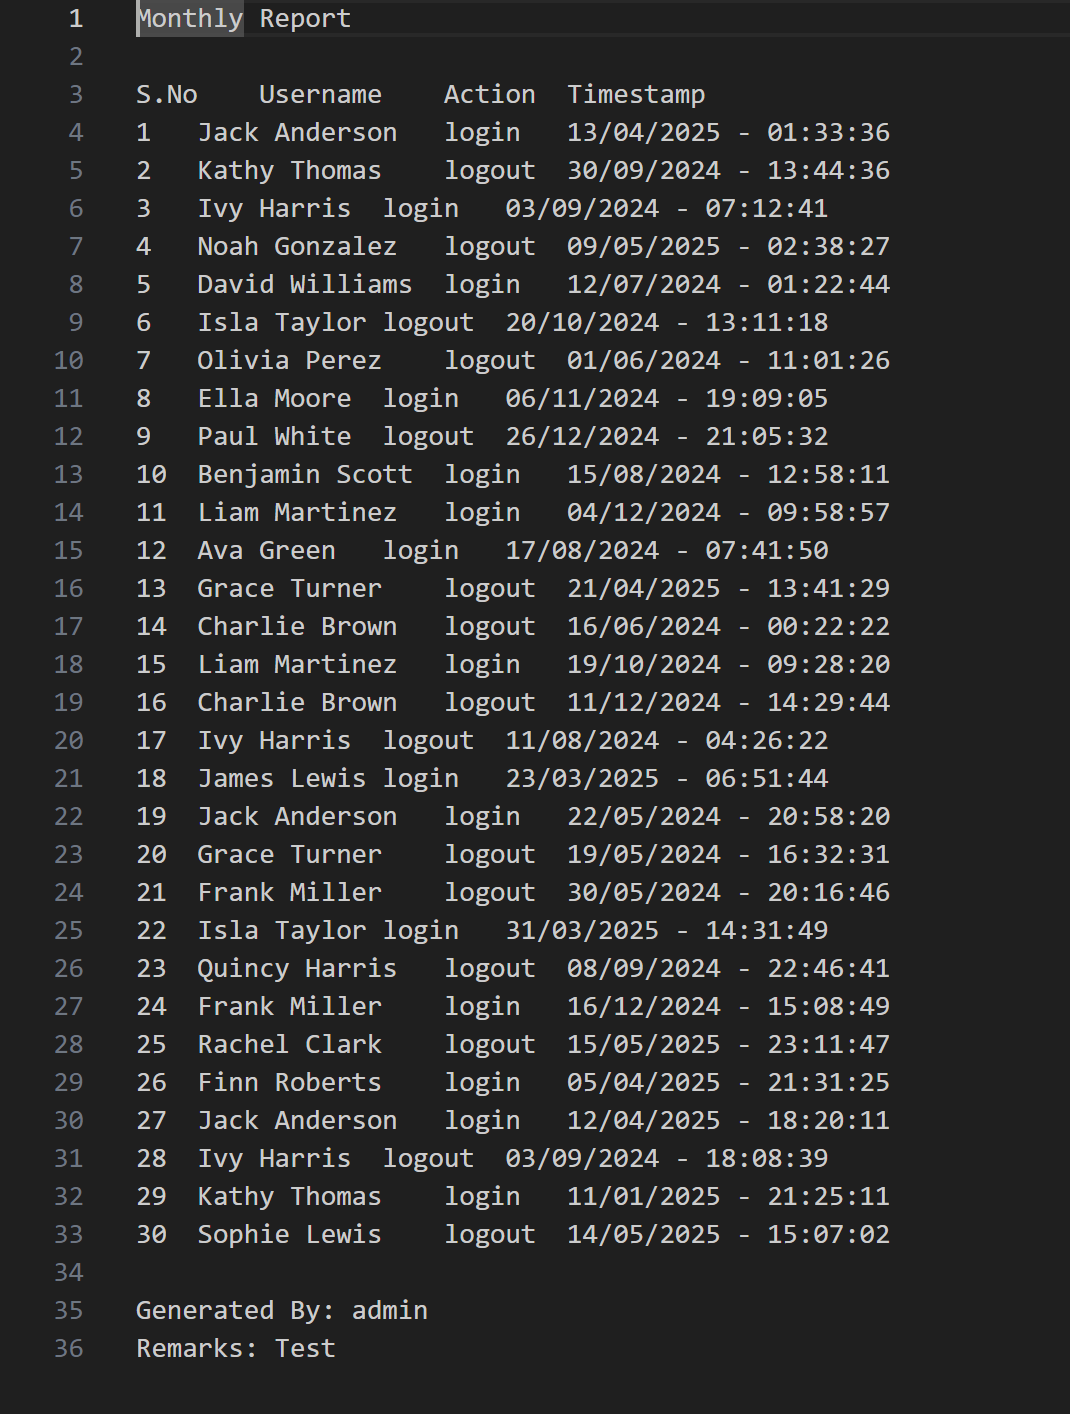 1 Monthly Report
2
3 S.No Username Action Timestamp
4 1 Jack Anderson login 13/04/2025 - 01:33:36
5 2 Kathy Thomas logout 30/09/2024 - 13:44:36
6 3 Ivy Harris login 03/09/2024 - 07:12:41
7 4 Noah Gonzalez logout 09/05/2025 - 02:38:27
8 5 David Williams login 12/07/2024 - 01:22:44
9 6 Isla Taylor logout 20/10/2024 - 13:11:18
10 7 Olivia Perez logout 01/06/2024 - 11:01:26
11 8 Ella Moore login 06/11/2024 - 19:09:05
12 9 Paul White logout 26/12/2024 - 21:05:32
13 10 Benjamin Scott login 15/08/2024 - 12:58:11
14 11 Liam Martinez login 04/12/2024 - 09:58:57
15 12 Ava Green login 17/08/2024 - 07:41:50
16 13 Grace Turner logout 21/04/2025 - 13:41:29
17 14 Charlie Brown logout 16/06/2024 - 00:22:22
18 15 Liam Martinez login 19/10/2024 - 09:28:20
19 16 Charlie Brown logout 11/12/2024 - 14:29:44
20 17 Ivy Harris logout 11/08/2024 - 04:26:22
21 18 James Lewis login 23/03/2025 - 06:51:44
22 19 Jack Anderson login 22/05/2024 - 20:58:20
23 20 Grace Turner logout 19/05/2024 - 16:32:31
24 21 Frank Miller logout 30/05/2024 - 20:16:46
25 22 Isla Taylor login 31/03/2025 - 14:31:49
26 23 Quincy Harris logout 08/09/2024 - 22:46:41
27 24 Frank Miller login 16/12/2024 - 15:08:49
28 25 Rachel Clark logout 15/05/2025 - 23:11:47
29 26 Finn Roberts login 05/04/2025 - 21:31:25
30 27 Jack Anderson login 12/04/2025 - 18:20:11
31 28 Ivy Harris logout 03/09/2024 - 18:08:39
32 29 Kathy Thomas login 11/01/2025 - 21:25:11
33 30 Sophie Lewis logout 14/05/2025 - 15:07:02
34
35 Generated By: admin
36 Remarks: Test